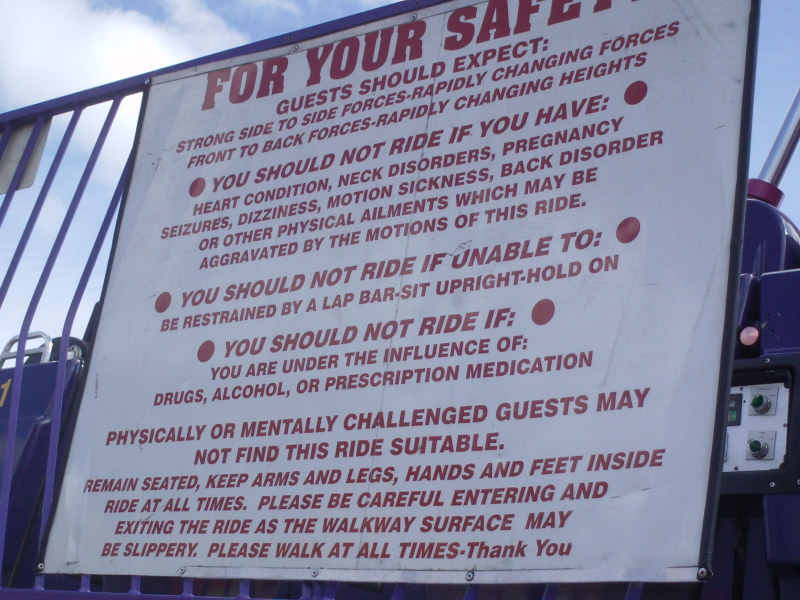 FOR YOUR SAFETY
GUESTS SHOULD EXPECT:
STRONG SIDE TO SIDE FORCES-RAPIDLY CHANGING FORCES
FRONT TO BACK FORCES-RAPIDLY CHANGING HEIGHTS
● YOU SHOULD NOT RIDE IF YOU HAVE: ●
HEART CONDITION, NECK DISORDERS, PREGNANCY
SEIZURES, DIZZINESS, MOTION SICKNESS, BACK DISORDER
OR OTHER PHYSICAL AILMENTS WHICH MAY BE
AGGRAVATED BY THE MOTIONS OF THIS RIDE.
● YOU SHOULD NOT RIDE IF UNABLE TO: ●
BE RESTRAINED BY A LAP BAR-SIT UPRIGHT-HOLD ON
● YOU SHOULD NOT RIDE IF: ●
YOU ARE UNDER THE INFLUENCE OF:
DRUGS, ALCOHOL, OR PRESCRIPTION MEDICATION
PHYSICALLY OR MENTALLY CHALLENGED GUESTS MAY
NOT FIND THIS RIDE SUITABLE.
REMAIN SEATED, KEEP ARMS AND LEGS, HANDS AND FEET INSIDE
RIDE AT ALL TIMES. PLEASE BE CAREFUL ENTERING AND
EXITING THE RIDE AS THE WALKWAY SURFACE MAY
BE SLIPPERY. PLEASE WALK AT ALL TIMES-Thank You
1